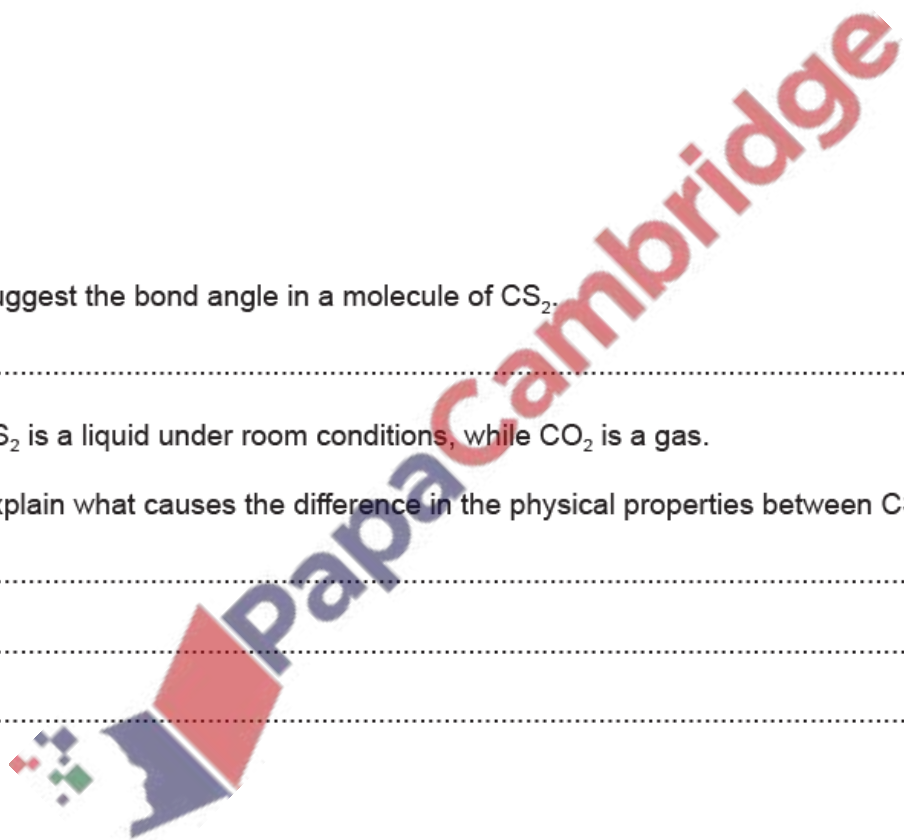 uggest the bond angle in a molecule of CS₂.
S₂ is a liquid under room conditions, while CO₂ is a gas.
xplain what causes the difference in the physical properties between C
PapaCambridge